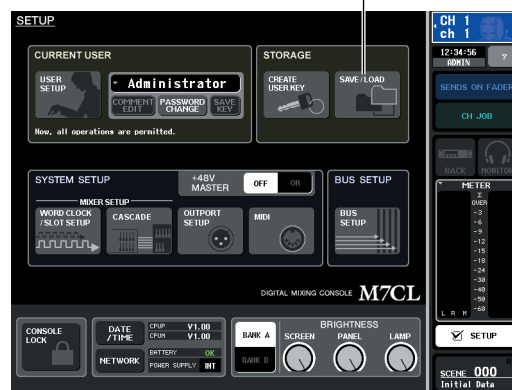 SETUP
CURRENT USER
USER
SETUP
Administrator
COMMENT
EDIT
PASSWORD
CHANGE
SAVE
KEY
Now, all operations are permitted.
STORAGE
CREATE
USER KEY
SAVE/LOAD
SYSTEM SETUP
+48V
MASTER
OFF
ON
MIXER SETUP
WORD CLOCK
/SLOT SETUP
CASCADE
OUTPORT
SETUP
MIDI
BUS SETUP
BUS
SETUP
DIGITAL MIXING CONSOLE M7CL
CONSOLE
LOCK
DATE
/TIME
CPUP V1.00
CPUM V1.00
NETWORK
BATTERY OK
POWER SUPPLY INT
BANK A
BANK B
BRIGHTNESS
SCREEN
PANEL
LAMP
CH 1
ch 1
12:34:56
ADMIN
?
SENDS ON FADER
CH JOB
RACK
MONITOR
METER
Σ
OVER
-3
-6
-9
-12
-15
-18
-24
-30
-40
-50
-60
L R M
SETUP
SCENE 000
Initial Data